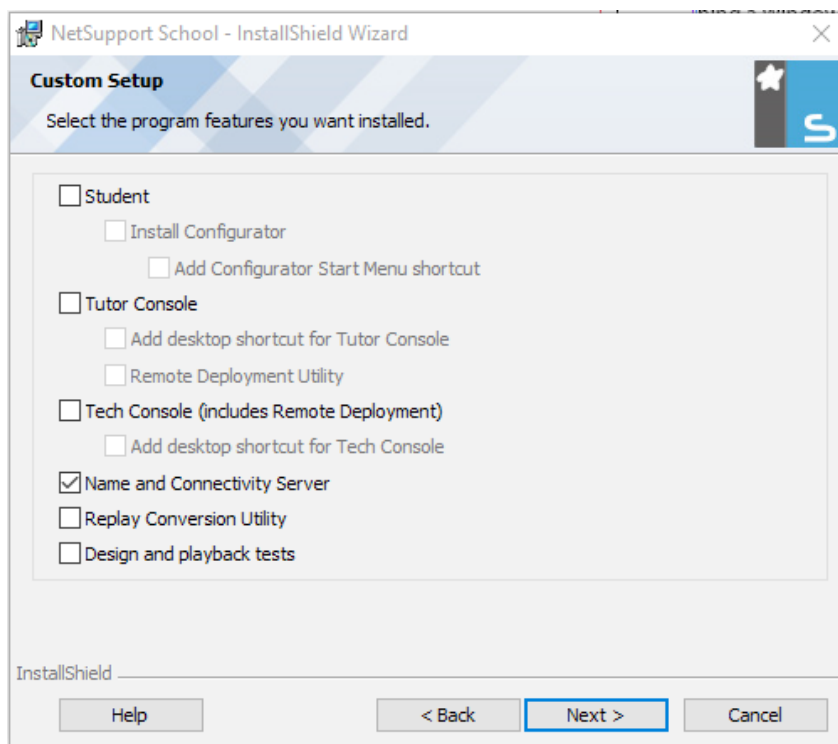 NetSupport School - InstallShield Wizard
Custom Setup
Select the program features you want installed.
S
Student
Install Configurator
Add Configurator Start Menu shortcut
Tutor Console
Add desktop shortcut for Tutor Console
Remote Deployment Utility
Tech Console (includes Remote Deployment)
Add desktop shortcut for Tech Console
Name and Connectivity Server
Replay Conversion Utility
Design and playback tests
InstallShield
Help
< Back
Next >
Cancel